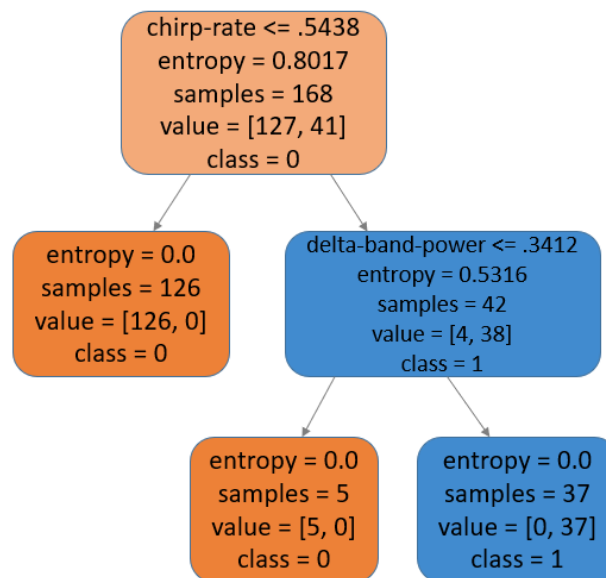 chirp-rate <= .5438
entropy = 0.8017
samples = 168
value = [127, 41]
class = 0
entropy = 0.0
samples = 126
value = [126, 0]
class = 0
delta-band-power <= .3412
entropy = 0.5316
samples = 42
value = [4, 38]
class = 1
entropy = 0.0
samples = 5
value = [5, 0]
class = 0
entropy = 0.0
samples = 37
value = [0, 37]
class = 1